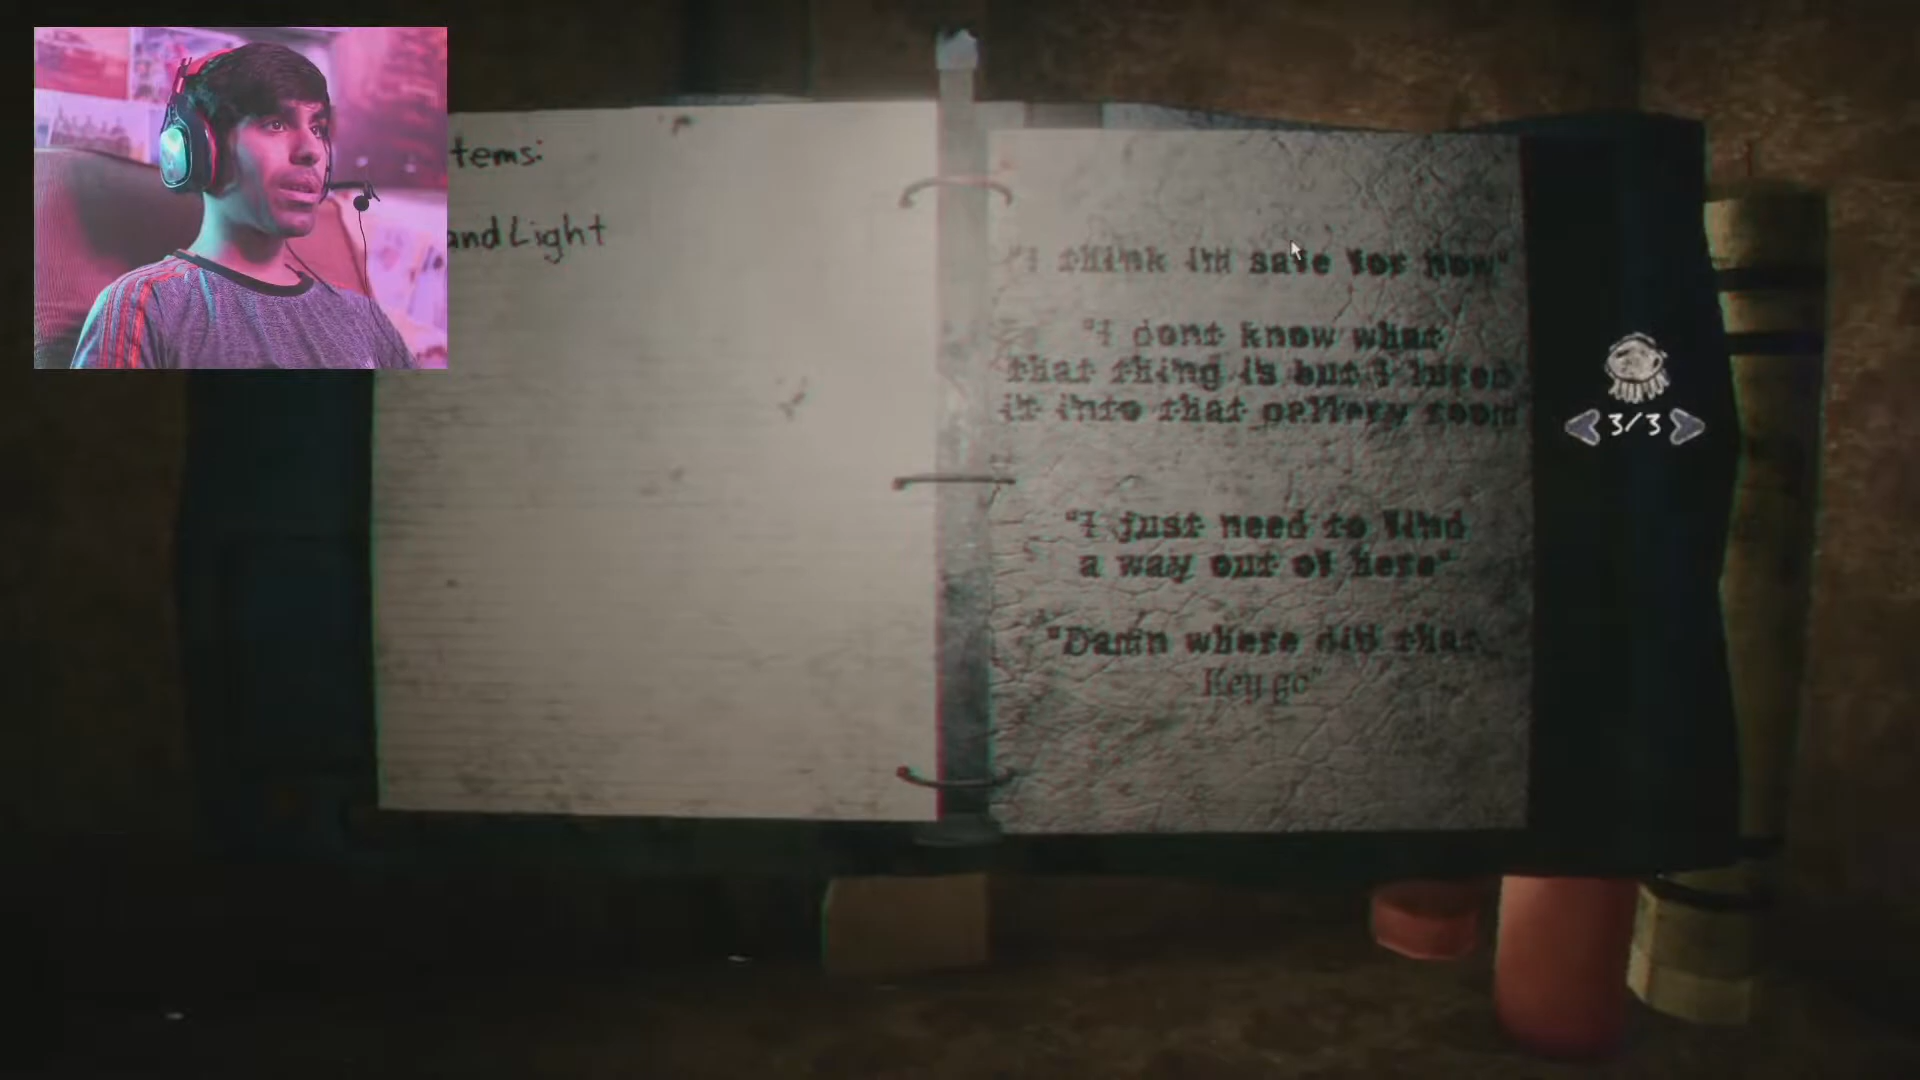 tems:
and Light
"I think im safe for now"
"I dont know what
that thing is but i lured
it into that gallery room
"I just need to find
a way out of here"
"Damn where did that
Key go"
3/3